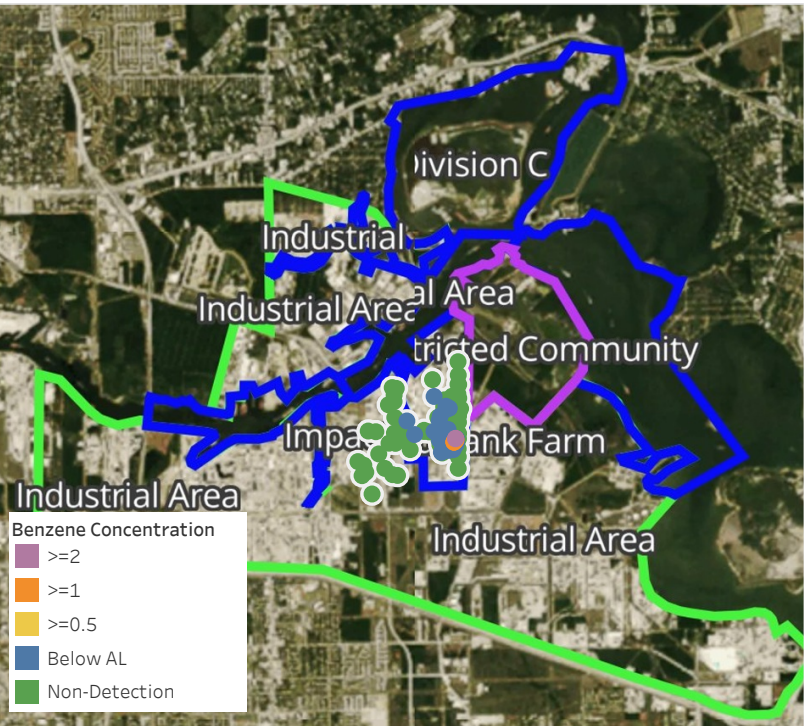 Division C
Industrial
Industrial Area
al Area
tricted Community
Impa
ank Farm
Industrial Area
Industrial Area
Benzene Concentration
>=2
>=1
>=0.5
Below AL
Non-Detection